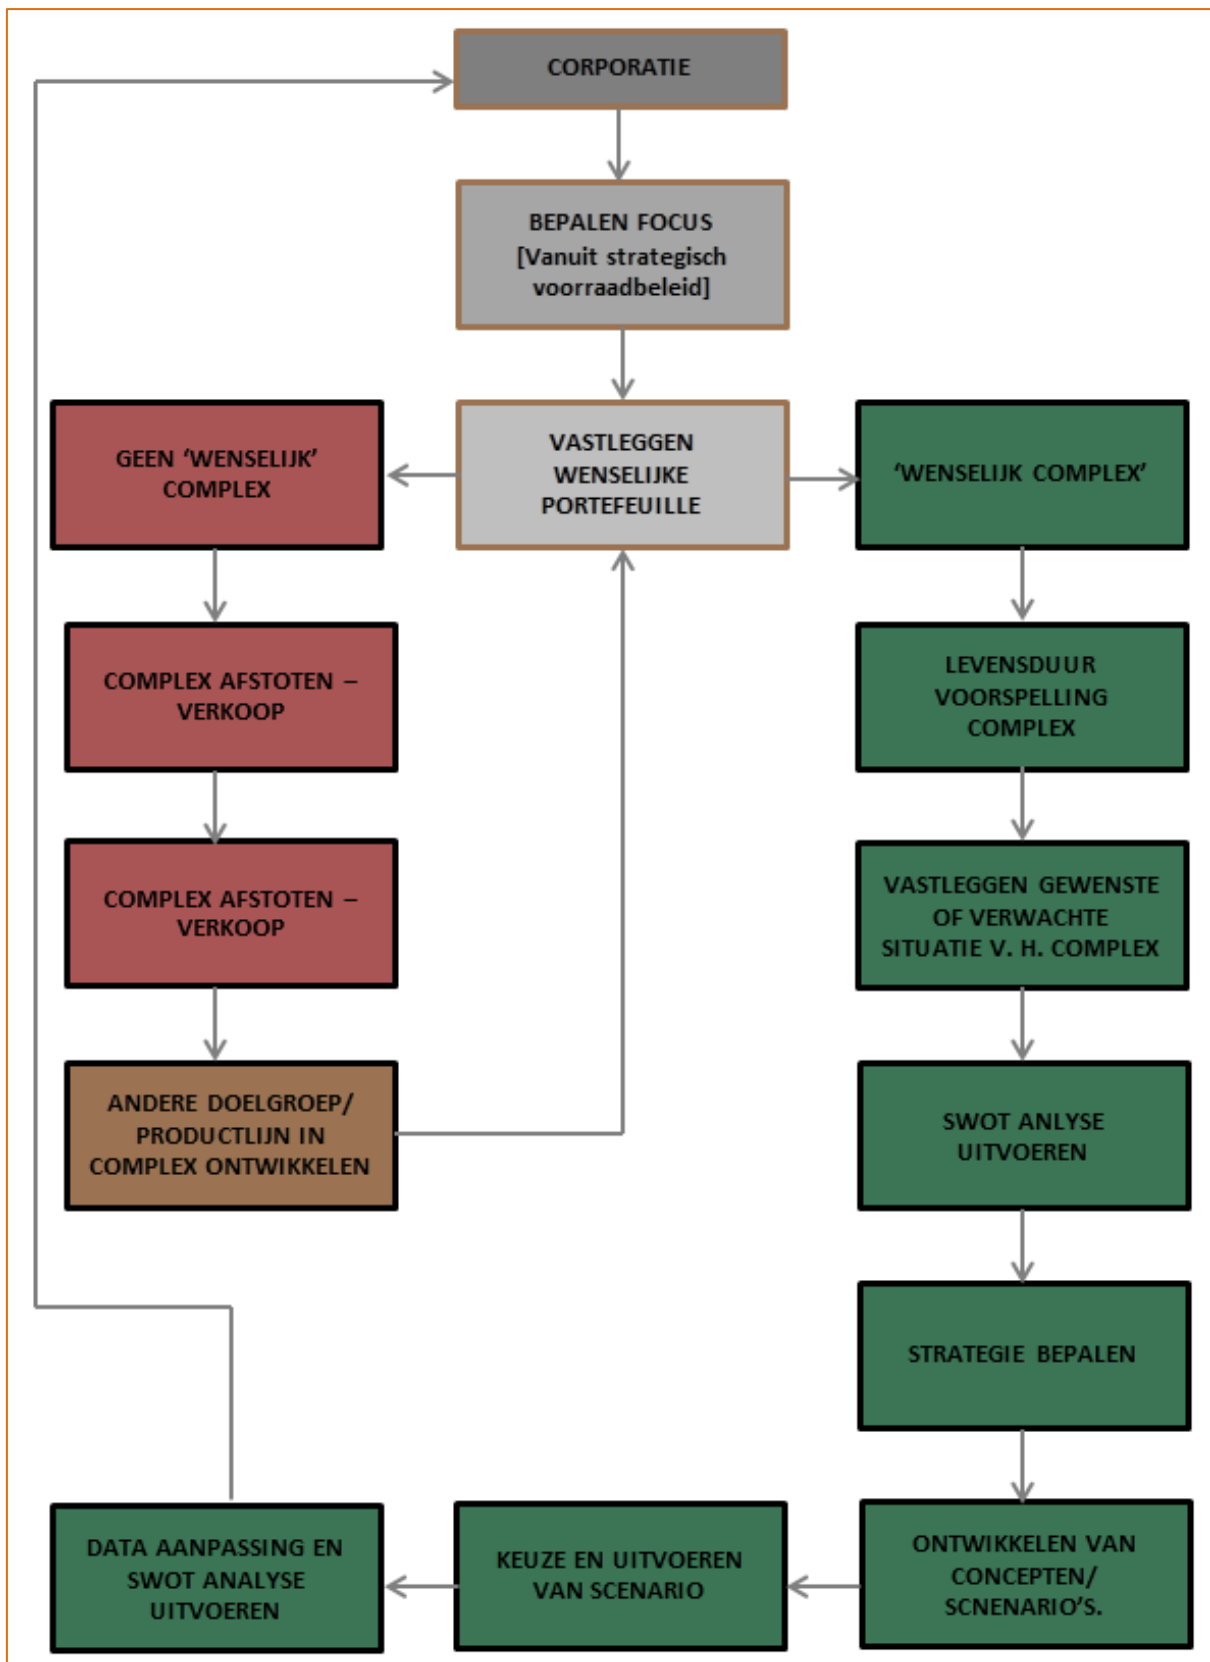 CORPORATIE
BEPALEN FOCUS
[Vanuit strategisch
voorraadbeleid]
GEEN ‘WENSELIJK’
COMPLEX
VASTLEGGEN
WENSELIJKE
PORTEFEUILLE
‘WENSELIJK COMPLEX’
COMPLEX AFSTOTEN –
VERKOOP
LEVENSDUUR
VOORSPELLING
COMPLEX
COMPLEX AFSTOTEN –
VERKOOP
VASTLEGGEN GEWENSTE
OF VERWACHTE
SITUATIE V. H. COMPLEX
ANDERE DOELGROEP/
PRODUCTLIJN IN
COMPLEX ONTWIKKELEN
SWOT ANLYSE
UITVOEREN
STRATEGIE BEPALEN
DATA AANPASSING EN
SWOT ANALYSE
UITVOEREN
KEUZE EN UITVOEREN
VAN SCENARIO
ONTWIKKELEN VAN
CONCEPTEN/
SCNENARIO’S.